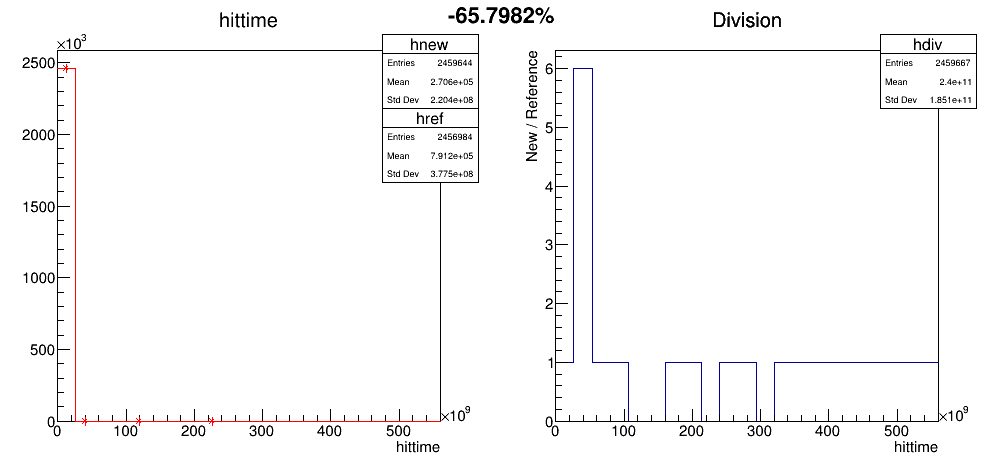 -65.7982%
hittime
×10³
hnew
Entries 2459644
Mean 2.706e+05
Std Dev 2.204e+08
href
Entries 2456984
Mean 7.912e+05
Std Dev 3.775e+08
2500
2000
1500
1000
500
0
0 100 200 300 400 500
×10⁹
hittime
Division
hdiv
Entries 2459667
Mean 2.4e+11
Std Dev 1.851e+11
New / Reference
6
5
4
3
2
1
0
0 100 200 300 400 500
×10⁹
hittime